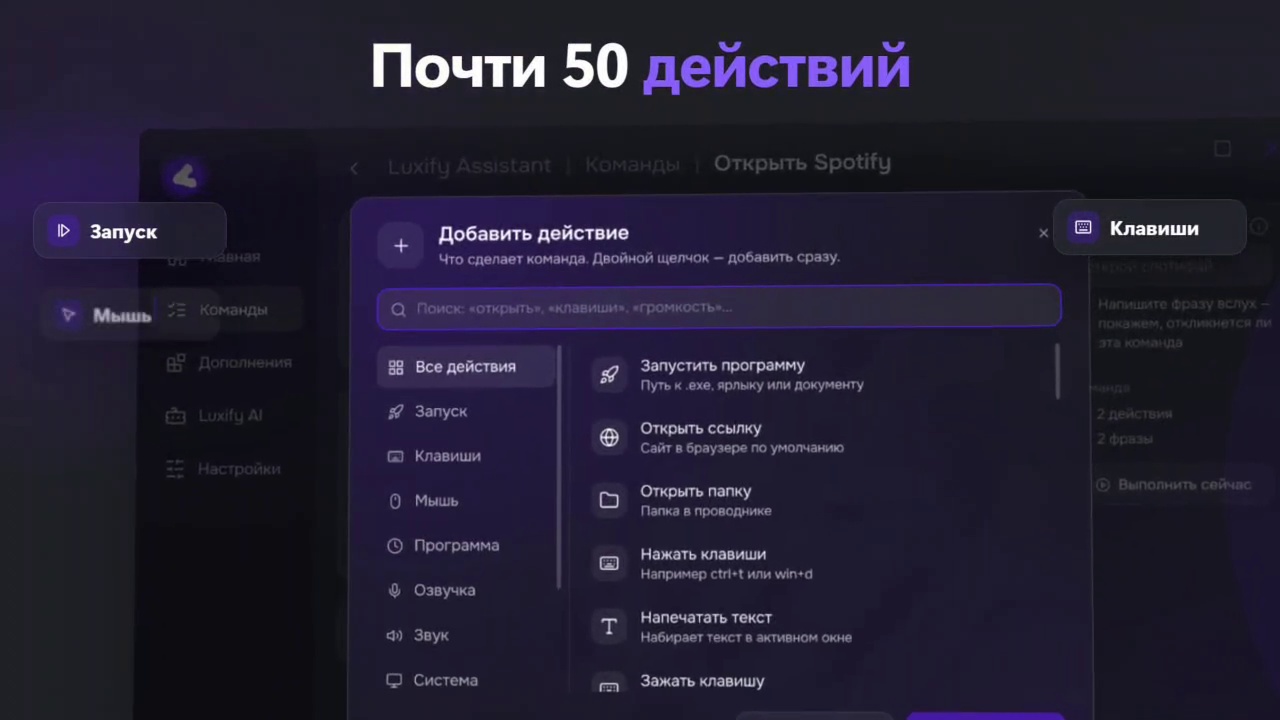 Почти 50 действий
Luxify Assistant | Команды | Открыть Spotify
Запуск
Мышь
Главная
Команды
Дополнения
Luxify AI
Настройки
Добавить действие
Что сделает команда. Двойной щелчок — добавить сразу.
Поиск: «открыть», «клавиши», «громкость»...
Все действия
Запуск
Клавиши
Мышь
Программа
Озвучка
Звук
Система
Запустить программу
Путь к .exe, ярлыку или документу
Открыть ссылку
Сайт в браузере по умолчанию
Открыть папку
Папка в проводнике
Нажать клавиши
Например ctrl+t или win+d
Напечатать текст
Набирает текст в активном окне
Зажать клавишу
Клавиши
Напишите фразу вслух —
покажем, откликнется ли
эта команда
2 действия
2 фразы
Выполнить сейчас